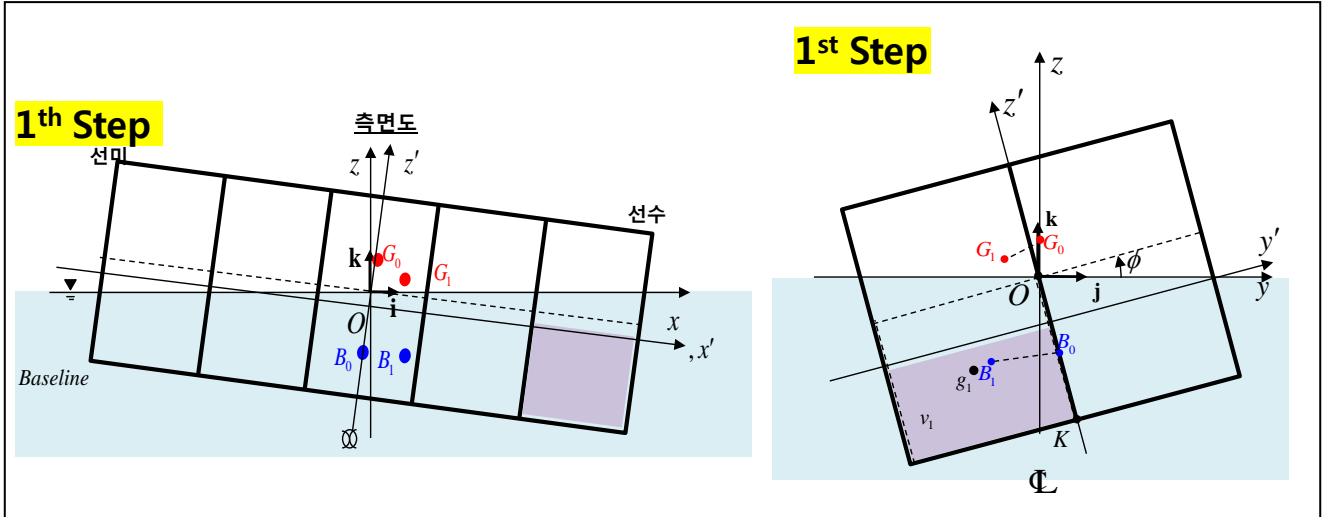 1th Step
선미
측면도
z
z′
선수
k
G0
G1
i
O
x
, x′
B0
B1
Baseline
1st Step
z
z′
k
G1
G0
y′
ϕ
O
j
y
B0
B1
g1
v1
K
℄